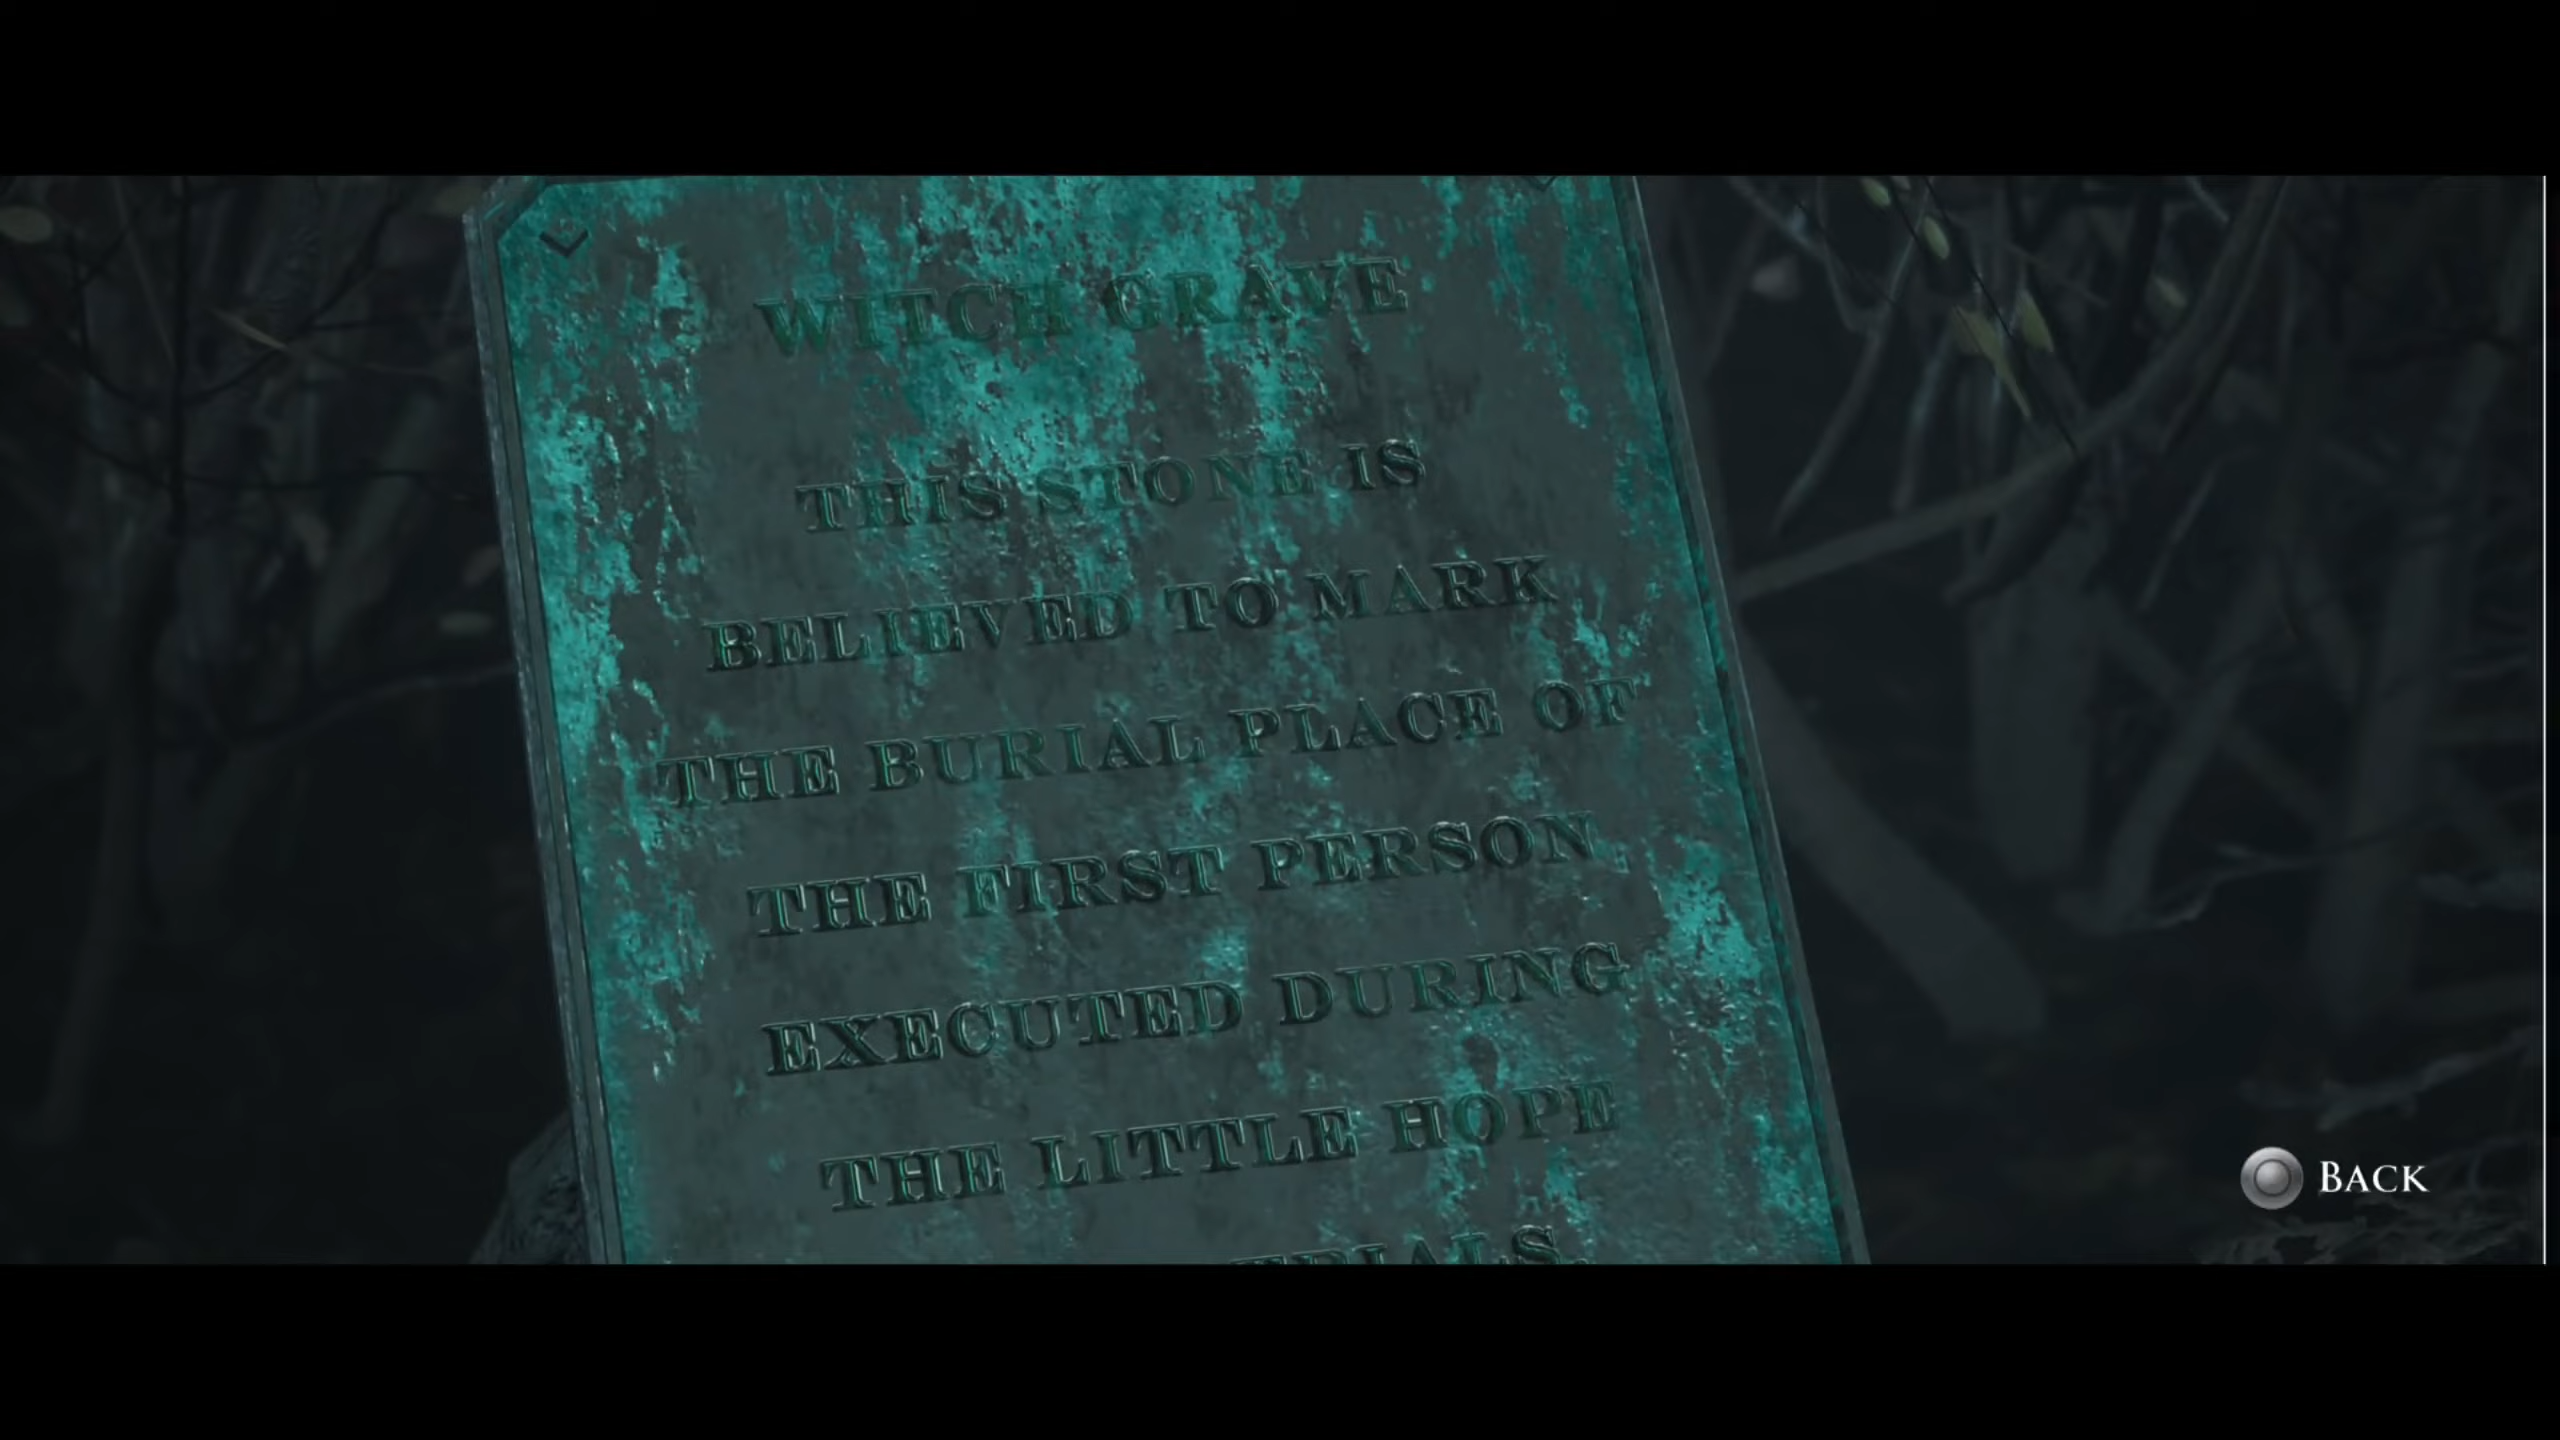 WITCH GRAVE
THIS STONE IS
BELIEVED TO MARK
THE BURIAL PLACE OF
THE FIRST PERSON
EXECUTED DURING
THE LITTLE HOPE
TRIALS.
BACK